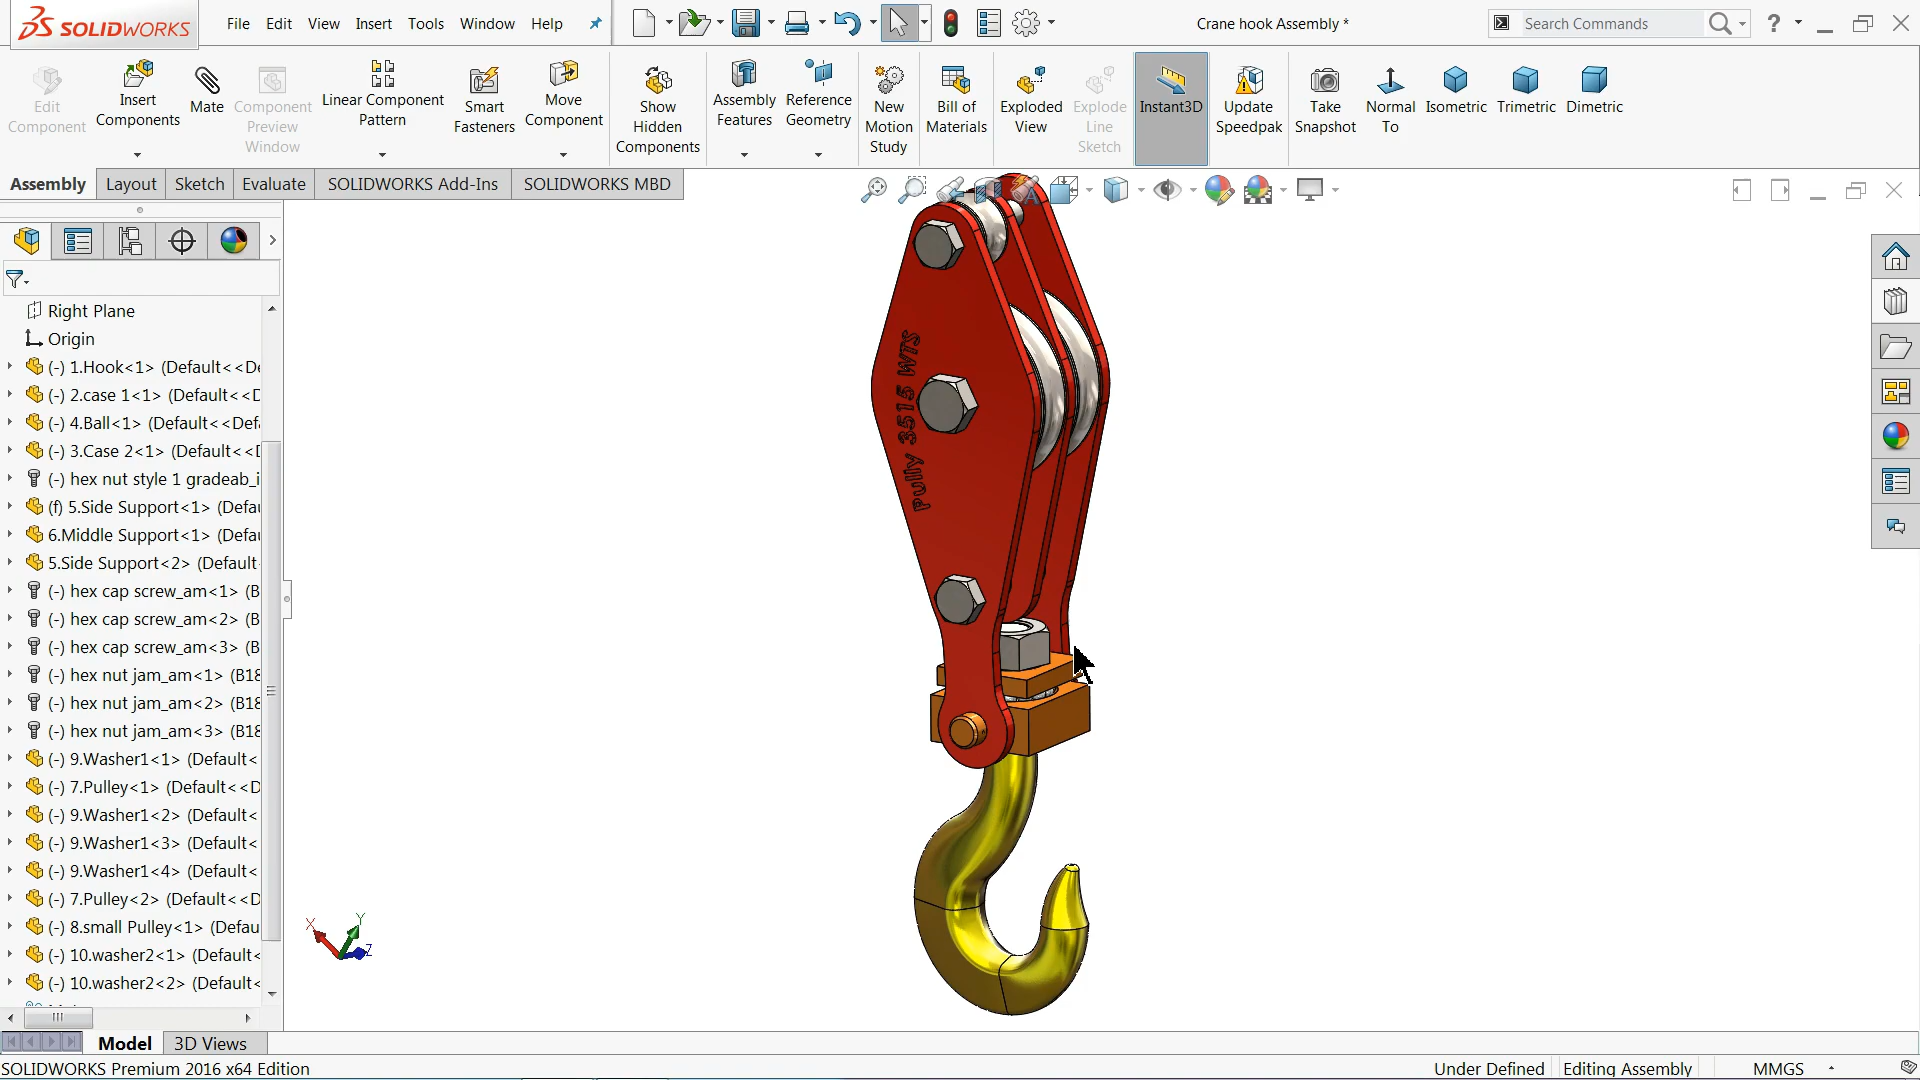 SOLIDWORKS
File Edit View Insert Tools Window Help
Crane hook Assembly *
Search Commands
Edit Component
Insert Components
Mate
Component Preview Window
Linear Component Pattern
Smart Fasteners
Move Component
Show Hidden Components
Assembly Features
Reference Geometry
New Motion Study
Bill of Materials
Exploded View
Explode Line Sketch
Instant3D
Update Speedpak
Take Snapshot
Normal To
Isometric
Trimetric
Dimetric
Assembly Layout Sketch Evaluate SOLIDWORKS Add-Ins SOLIDWORKS MBD
Right Plane
Origin
(-) 1.Hook<1> (Default<<De
(-) 2.case 1<1> (Default<<D
(-) 4.Ball<1> (Default<<Def
(-) 3.Case 2<1> (Default<<D
(-) hex nut style 1 gradeab_i
(f) 5.Side Support<1> (Defau
6.Middle Support<1> (Defau
5.Side Support<2> (Default
(-) hex cap screw_am<1> (B
(-) hex cap screw_am<2> (B
(-) hex cap screw_am<3> (B
(-) hex nut jam_am<1> (B18
(-) hex nut jam_am<2> (B18
(-) hex nut jam_am<3> (B18
(-) 9.Washer1<1> (Default<
(-) 7.Pulley<1> (Default<<D
(-) 9.Washer1<2> (Default<
(-) 9.Washer1<3> (Default<
(-) 9.Washer1<4> (Default<
(-) 7.Pulley<2> (Default<<D
(-) 8.small Pulley<1> (Defau
(-) 10.washer2<1> (Default<
(-) 10.washer2<2> (Default<
Pully 3515 WTS
X Y Z
Model 3D Views
SOLIDWORKS Premium 2016 x64 Edition
Under Defined Editing Assembly MMGS